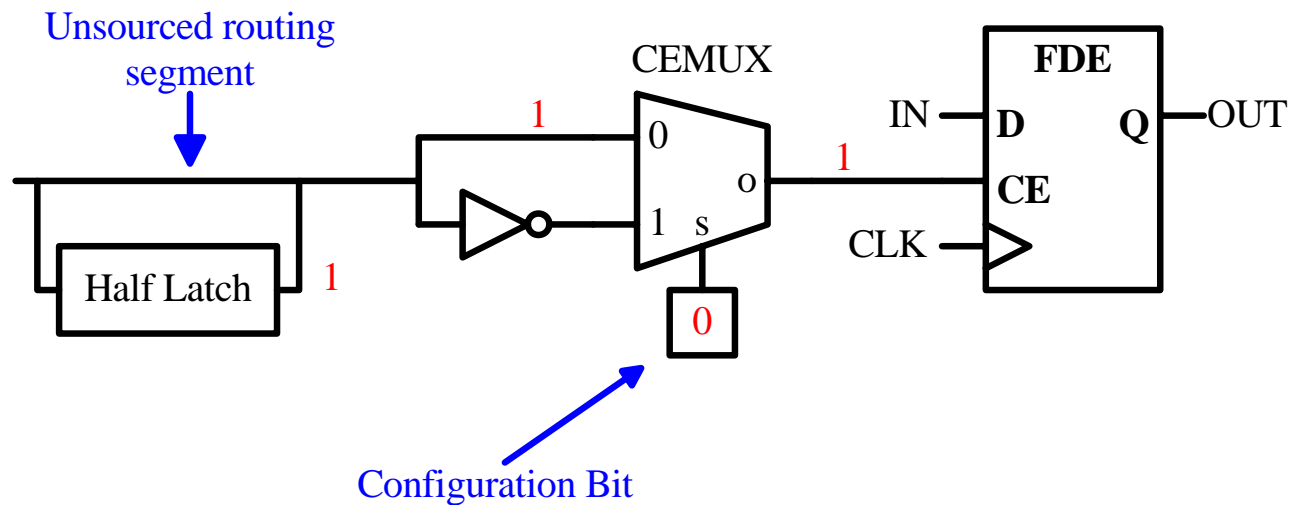 Unsourced routing
segment
CEMUX
FDE
1
0
IN
D
Q
OUT
1
o
CE
1
s
CLK
Half Latch
1
0
Configuration Bit